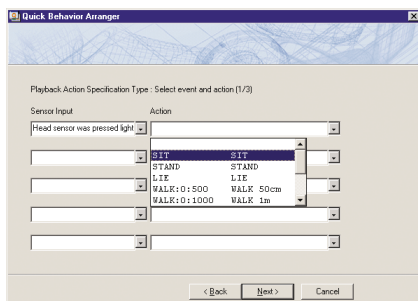 Quick Behavior Arranger
Playback Action Specification Type : Select event and action (1/3)
Sensor Input Action
Head sensor was pressed light
SIT SIT
STAND STAND
LIE LIE
WALK:0:500 WALK 50cm
WALK:0:1000 WALK 1m
< Back Next > Cancel